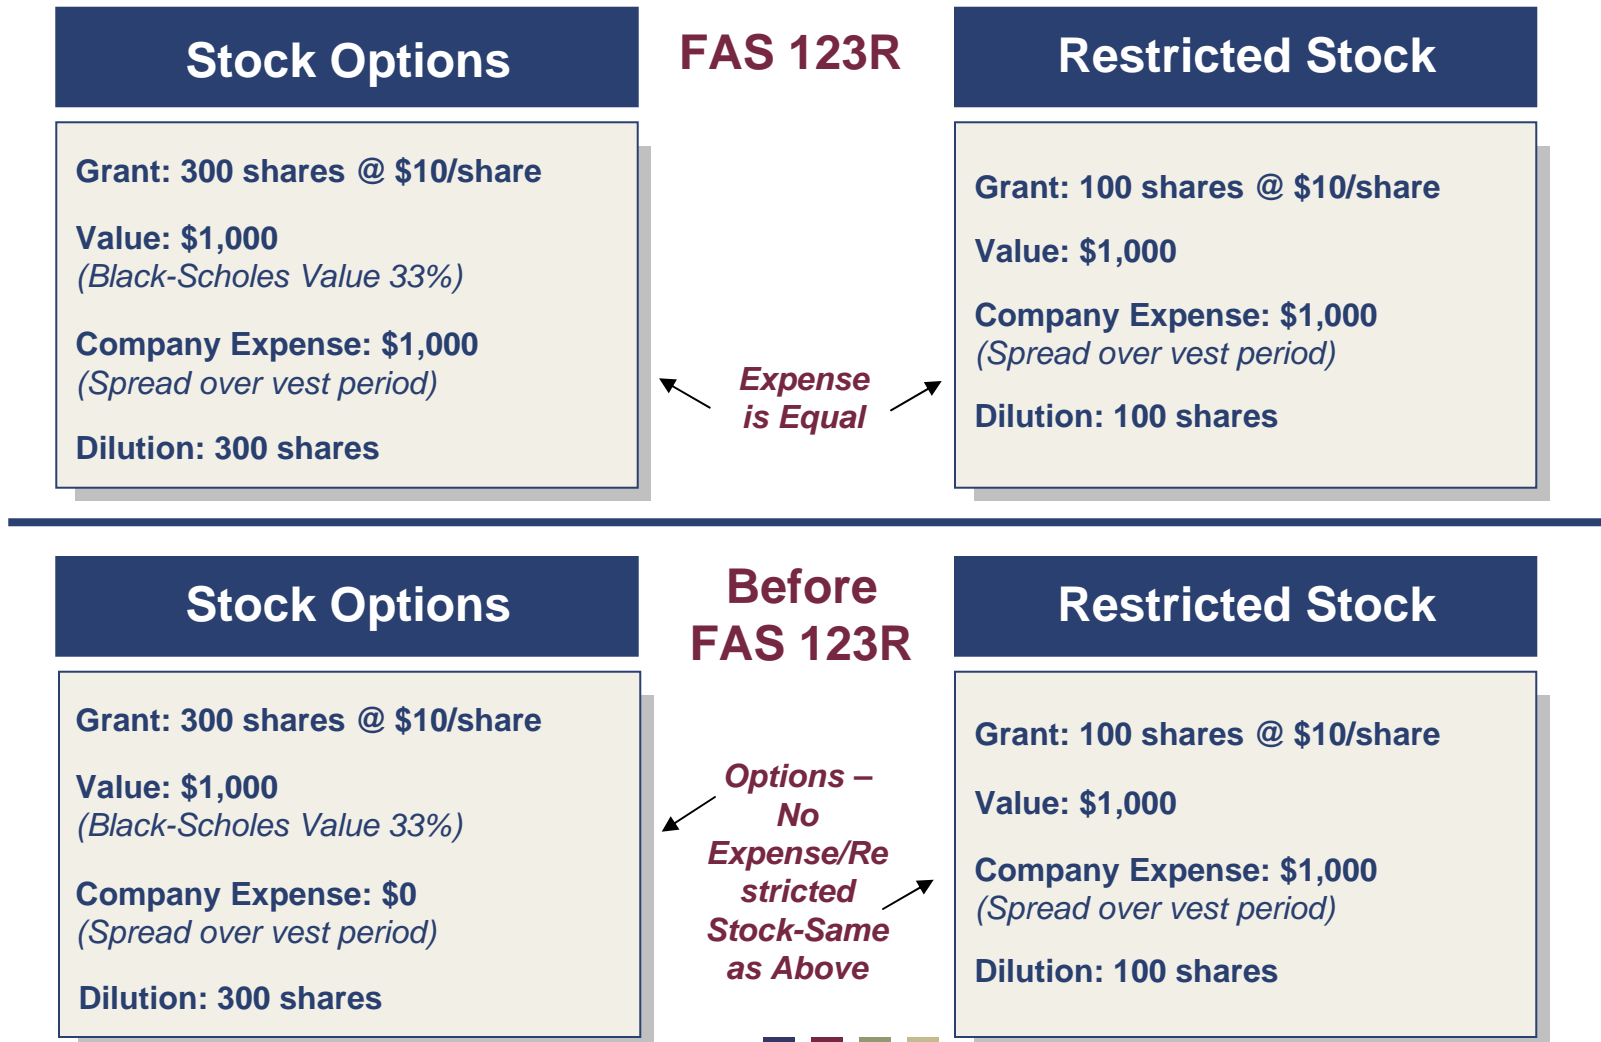 Stock Options
FAS 123R
Restricted Stock
Grant: 300 shares @ $10/share
Value: $1,000
(Black-Scholes Value 33%)
Company Expense: $1,000
(Spread over vest period)
Dilution: 300 shares
Expense
is Equal
Grant: 100 shares @ $10/share
Value: $1,000
Company Expense: $1,000
(Spread over vest period)
Dilution: 100 shares
Stock Options
Before
FAS 123R
Restricted Stock
Grant: 300 shares @ $10/share
Value: $1,000
(Black-Scholes Value 33%)
Company Expense: $0
(Spread over vest period)
Dilution: 300 shares
Options –
No
Expense/Re
stricted
Stock-Same
as Above
Grant: 100 shares @ $10/share
Value: $1,000
Company Expense: $1,000
(Spread over vest period)
Dilution: 100 shares